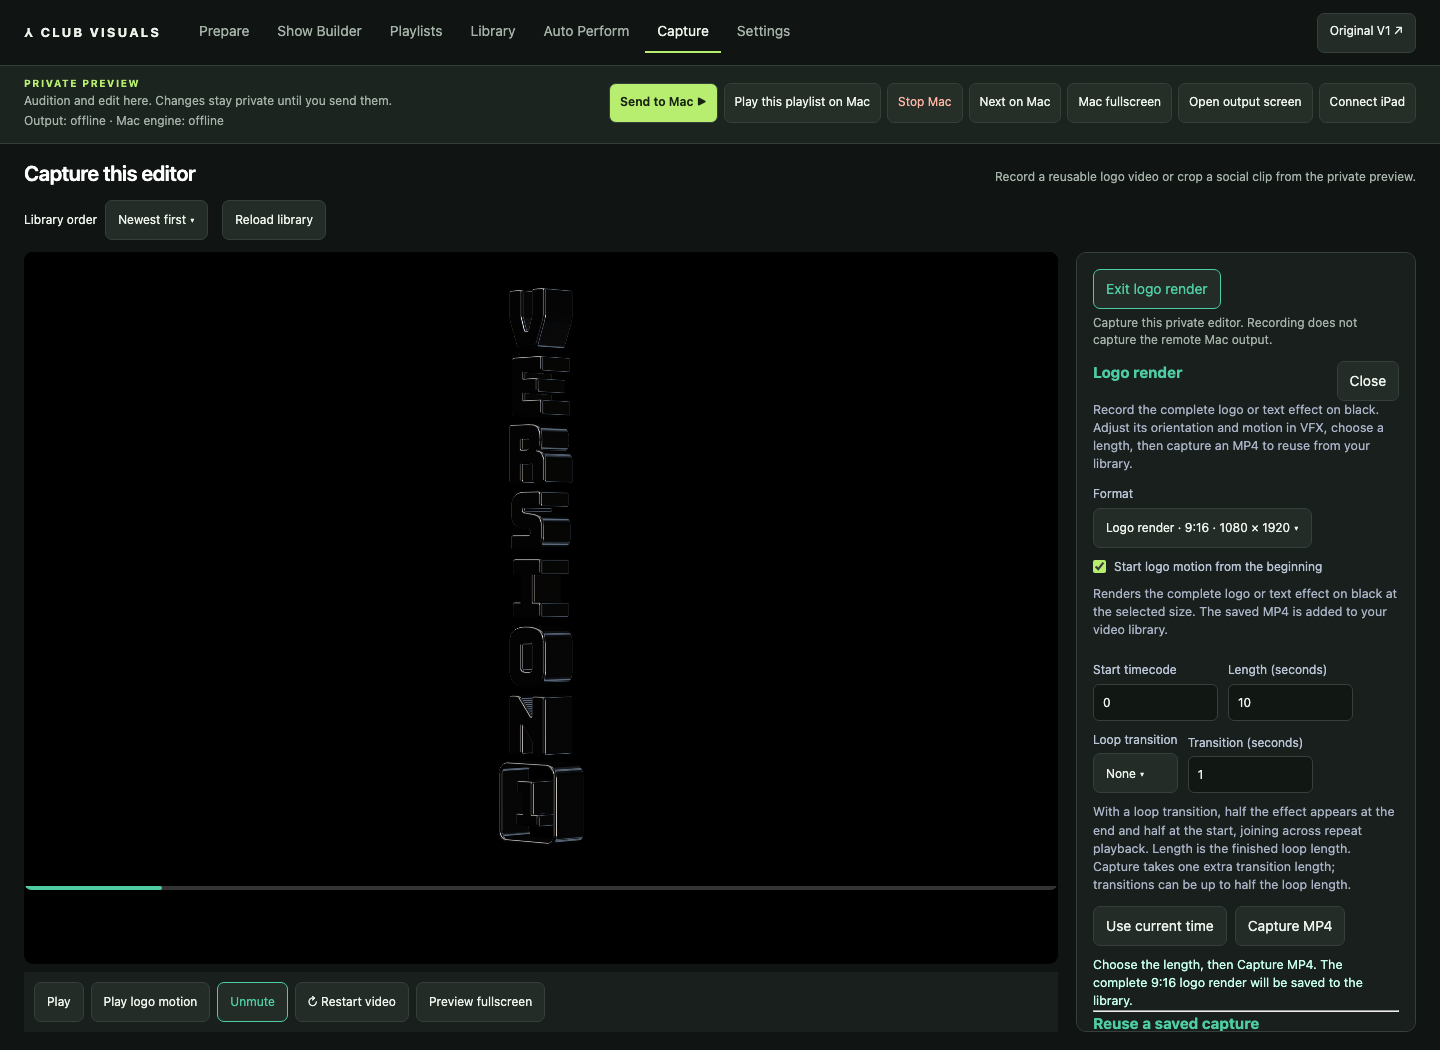 ⅄ CLUB VISUALS
Prepare
Show Builder
Playlists
Library
Auto Perform
Capture
Settings
Original V1 ↗
PRIVATE PREVIEW
Audition and edit here. Changes stay private until you send them.
Output: offline · Mac engine: offline
Send to Mac ▶
Play this playlist on Mac
Stop Mac
Next on Mac
Mac fullscreen
Open output screen
Connect iPad
Capture this editor
Record a reusable logo video or crop a social clip from the private preview.
Library order
Newest first ▾
Reload library
VERSIONE
Exit logo render
Capture this private editor. Recording does not
capture the remote Mac output.
Logo render
Close
Record the complete logo or text effect on black.
Adjust its orientation and motion in VFX, choose a
length, then capture an MP4 to reuse from your
library.
Format
Logo render · 9:16 · 1080 × 1920 ▾
Start logo motion from the beginning
Renders the complete logo or text effect on black at
the selected size. The saved MP4 is added to your
video library.
Start timecode
Length (seconds)
0
10
Loop transition
Transition (seconds)
None ▾
1
With a loop transition, half the effect appears at the
end and half at the start, joining across repeat
playback. Length is the finished loop length.
Capture takes one extra transition length;
transitions can be up to half the loop length.
Use current time
Capture MP4
Choose the length, then Capture MP4. The
complete 9:16 logo render will be saved to the
library.
Reuse a saved capture
Play
Play logo motion
Unmute
↻ Restart video
Preview fullscreen